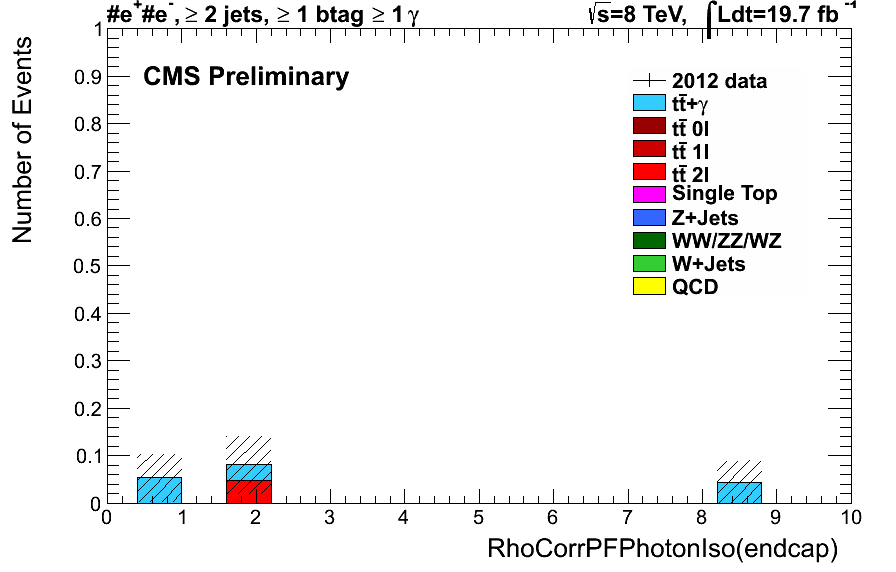 #e⁺#e⁻, ≥ 2 jets, ≥ 1 btag ≥ 1 γ
√s=8 TeV, ∫Ldt=19.7 fb⁻¹
CMS Preliminary
2012 data
tt̄+γ
tt̄ 0l
tt̄ 1l
tt̄ 2l
Single Top
Z+Jets
WW/ZZ/WZ
W+Jets
QCD
Number of Events
1
0.9
0.8
0.7
0.6
0.5
0.4
0.3
0.2
0.1
0
0 1 2 3 4 5 6 7 8 9 10
RhoCorrPFPhotonIso(endcap)